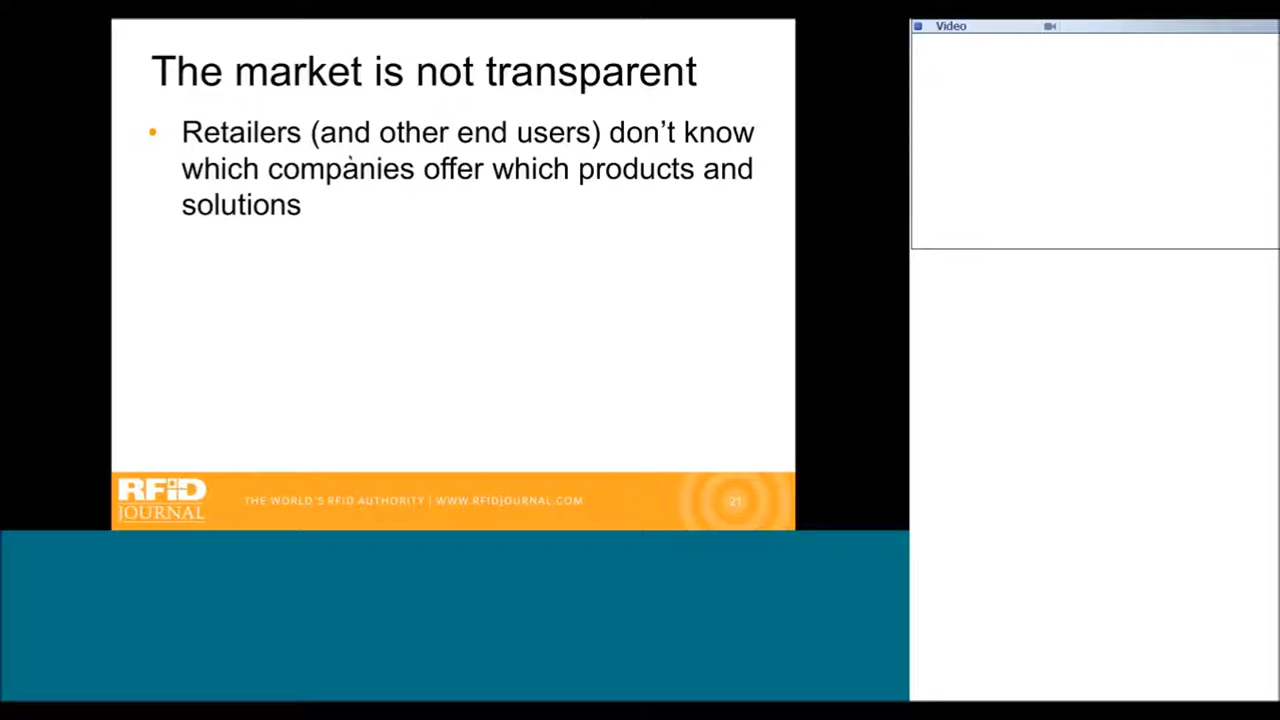 The market is not transparent
• Retailers (and other end users) don't know
which companies offer which products and
solutions
RFID
JOURNAL
THE WORLD'S RFID AUTHORITY | WWW.RFIDJOURNAL.COM
21
Video